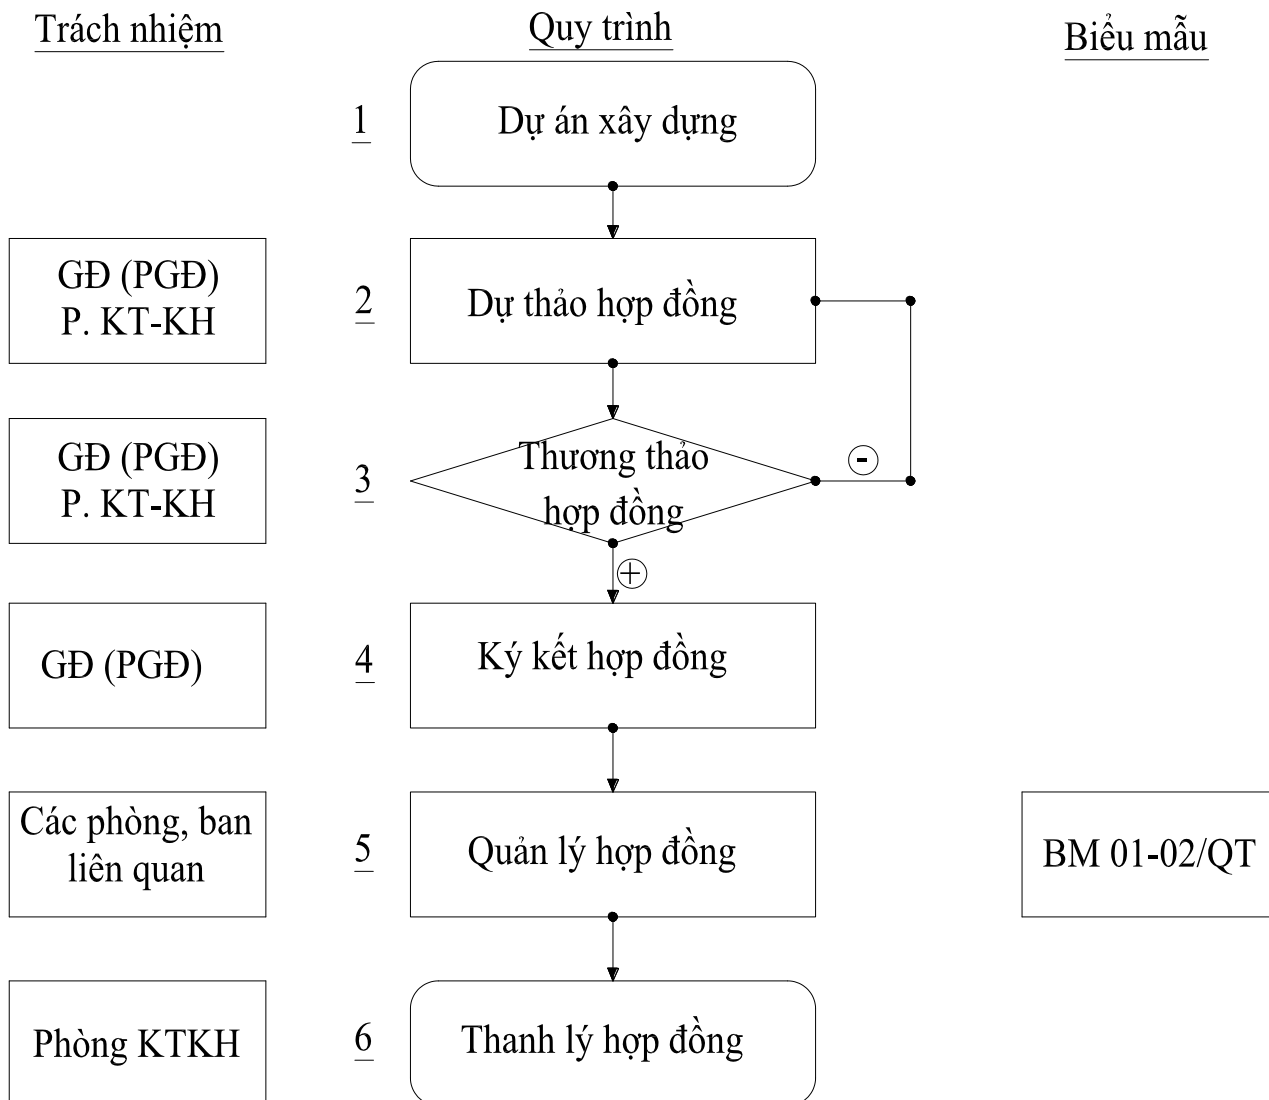 Trách nhiệm
Quy trình
Biểu mẫu
1
Dự án xây dựng
GĐ (PGĐ)
P. KT-KH
2
Dự thảo hợp đồng
GĐ (PGĐ)
P. KT-KH
3
Thương thảo
hợp đồng
-
+
GĐ (PGĐ)
4
Ký kết hợp đồng
Các phòng, ban
liên quan
5
Quản lý hợp đồng
BM 01-02/QT
Phòng KTKH
6
Thanh lý hợp đồng